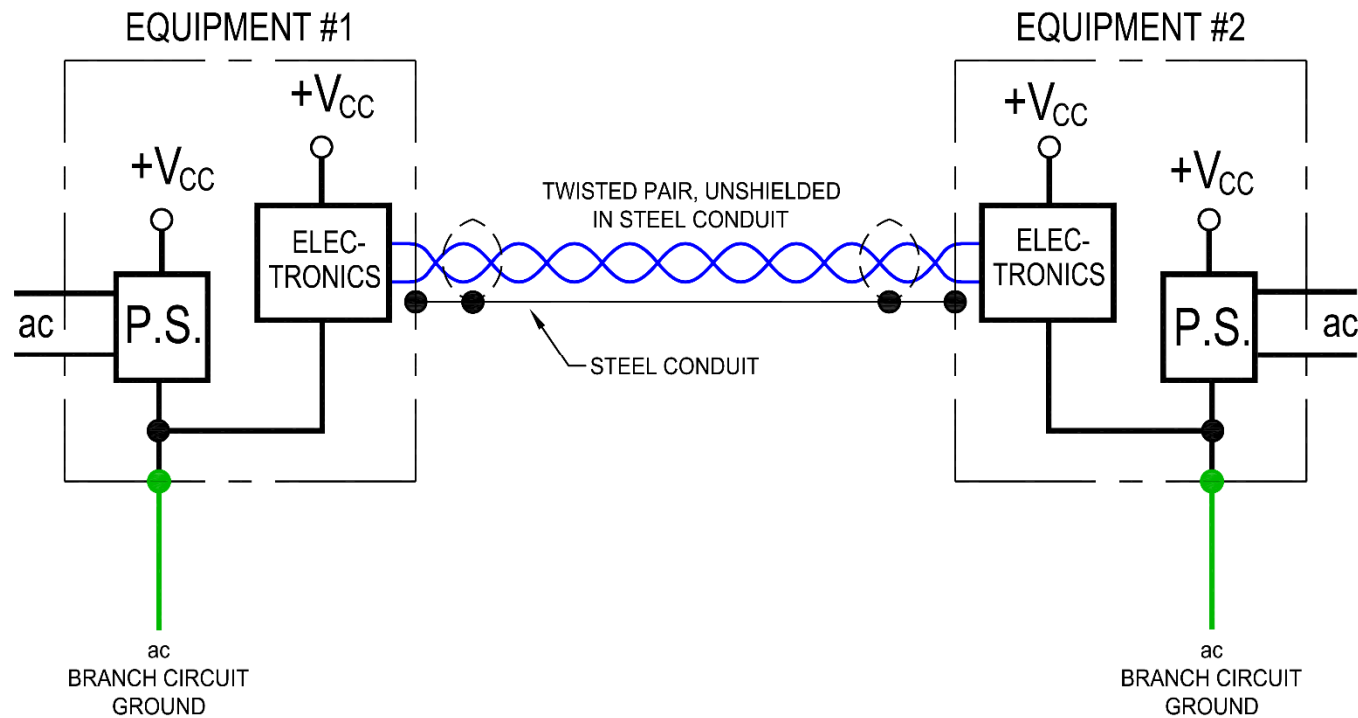 EQUIPMENT #1
EQUIPMENT #2
+VCC
+VCC
+VCC
+VCC
TWISTED PAIR, UNSHIELDED
IN STEEL CONDUIT
ELEC-
TRONICS
ELEC-
TRONICS
ac
P.S.
P.S.
ac
STEEL CONDUIT
ac
BRANCH CIRCUIT
GROUND
ac
BRANCH CIRCUIT
GROUND